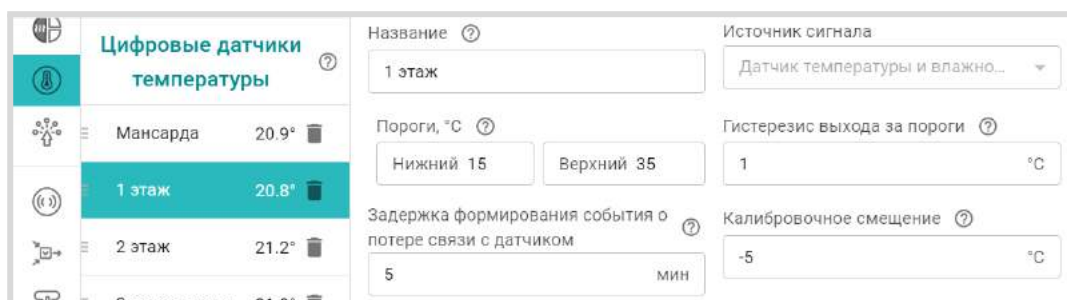 Цифровые датчики
температуры
Мансарда 20.9°
1 этаж 20.8°
2 этаж 21.2°
Название
1 этаж
Источник сигнала
Датчик температуры и влажно...
Пороги, °C
Нижний 15 Верхний 35
Гистерезис выхода за пороги
1 °C
Задержка формирования события о
потере связи с датчиком
5 мин
Калибровочное смещение
-5 °C